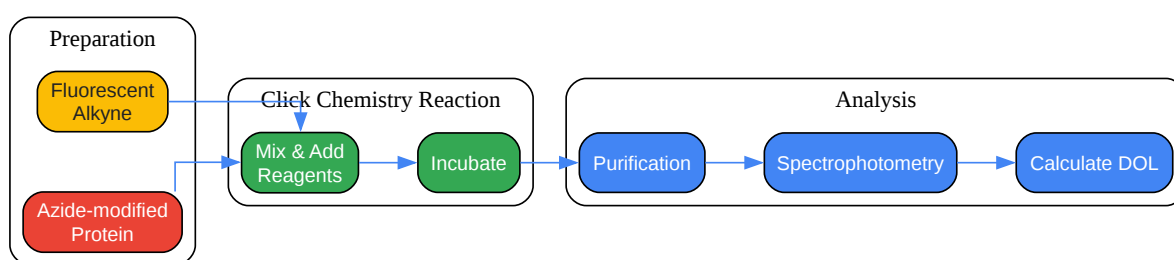 Preparation
Fluorescent
Alkyne
Azide-modified
Protein
Click Chemistry Reaction
Mix & Add
Reagents
Incubate
Analysis
Purification
Spectrophotometry
Calculate DOL